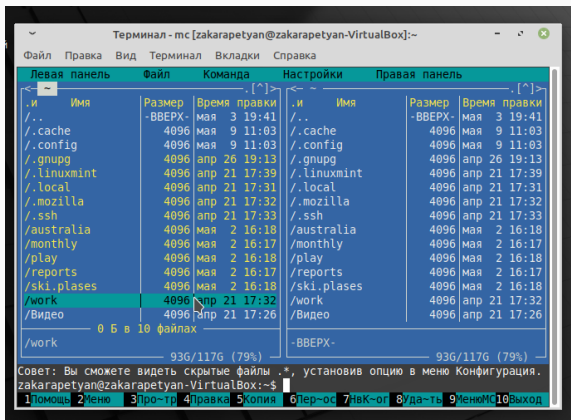 Терминал - mc [zakarapetyan@zakarapetyan-VirtualBox]:~
Файл Правка Вид Терминал Вкладки Справка
Левая панель Файл Команда Настройки Правая панель
<- ~ .[^]> <- ~ .[^]>
.и Имя Размер Время правки .и Имя Размер Время правки
/.. -ВВЕРХ- мая 3 19:41 /.. -ВВЕРХ- мая 3 19:41
/.cache 4096 мая 9 11:03 /.cache 4096 мая 9 11:03
/.config 4096 мая 9 11:03 /.config 4096 мая 9 11:03
/.gnupg 4096 апр 26 19:13 /.gnupg 4096 апр 26 19:13
/.linuxmint 4096 апр 21 17:39 /.linuxmint 4096 апр 21 17:39
/.local 4096 апр 21 17:31 /.local 4096 апр 21 17:31
/.mozilla 4096 апр 21 17:32 /.mozilla 4096 апр 21 17:32
/.ssh 4096 апр 21 17:33 /.ssh 4096 апр 21 17:33
/australia 4096 мая 2 16:18 /australia 4096 мая 2 16:18
/monthly 4096 мая 2 16:17 /monthly 4096 мая 2 16:17
/play 4096 мая 2 16:18 /play 4096 мая 2 16:18
/reports 4096 мая 2 16:17 /reports 4096 мая 2 16:17
/ski.plases 4096 мая 2 16:18 /ski.plases 4096 мая 2 16:18
/work 4096 апр 21 17:32 /work 4096 апр 21 17:32
/Видео 4096 апр 21 17:26 /Видео 4096 апр 21 17:26
0 Б в 10 файлах
/work -ВВЕРХ-
93G/117G (79%) 93G/117G (79%)
Совет: Вы сможете видеть скрытые файлы .*, установив опцию в меню Конфигурация.
zakarapetyan@zakarapetyan-VirtualBox:~$
1Помощь 2Меню 3Про~тр 4Правка 5Копия 6Пер~ос 7НвК~ог 8Уда~ть 9МенюМС 10Выход